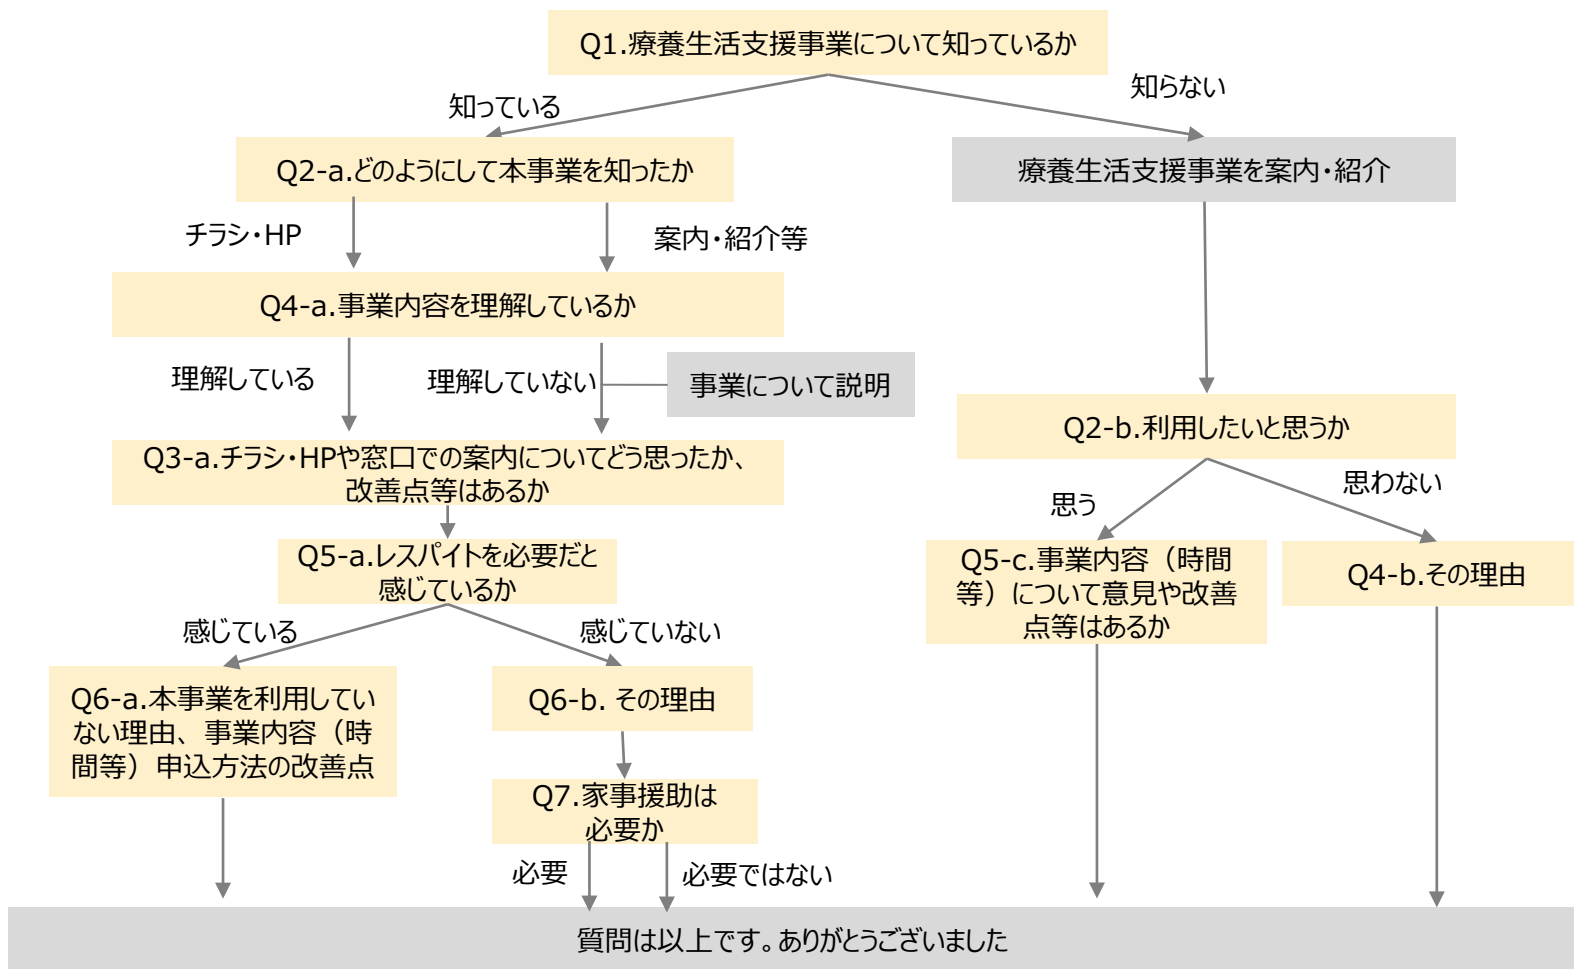 Q1.療養生活支援事業について知っているか
知っている
知らない
Q2-a.どのようにして本事業を知ったか
療養生活支援事業を案内・紹介
チラシ・HP
案内・紹介等
Q4-a.事業内容を理解しているか
理解している
理解していない
事業について説明
Q2-b.利用したいと思うか
Q3-a.チラシ・HPや窓口での案内についてどう思ったか、
改善点等はあるか
思う
思わない
Q5-a.レスパイトを必要だと
感じているか
Q5-c.事業内容（時間
等）について意見や改善
点等はあるか
Q4-b.その理由
感じている
感じていない
Q6-a.本事業を利用してい
ない理由、事業内容（時
間等）申込方法の改善点
Q6-b. その理由
Q7.家事援助は
必要か
必要
必要ではない
質問は以上です。ありがとうございました